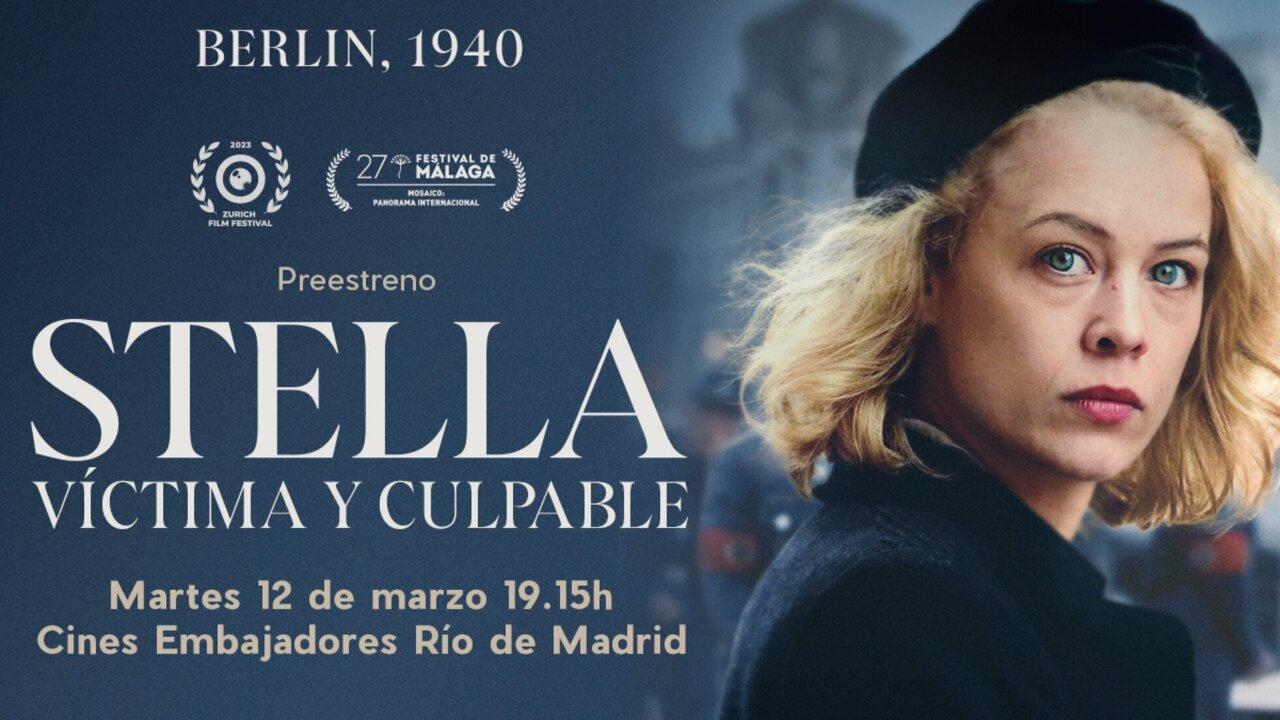 BERLIN, 1940
2023
ZURICH
FILM FESTIVAL
27 FESTIVAL DE
MÁLAGA
MOSAICO:
PANORAMA INTERNACIONAL
Preestreno
STELLA
VÍCTIMA Y CULPABLE
Martes 12 de marzo 19.15h
Cines Embajadores Río de Madrid